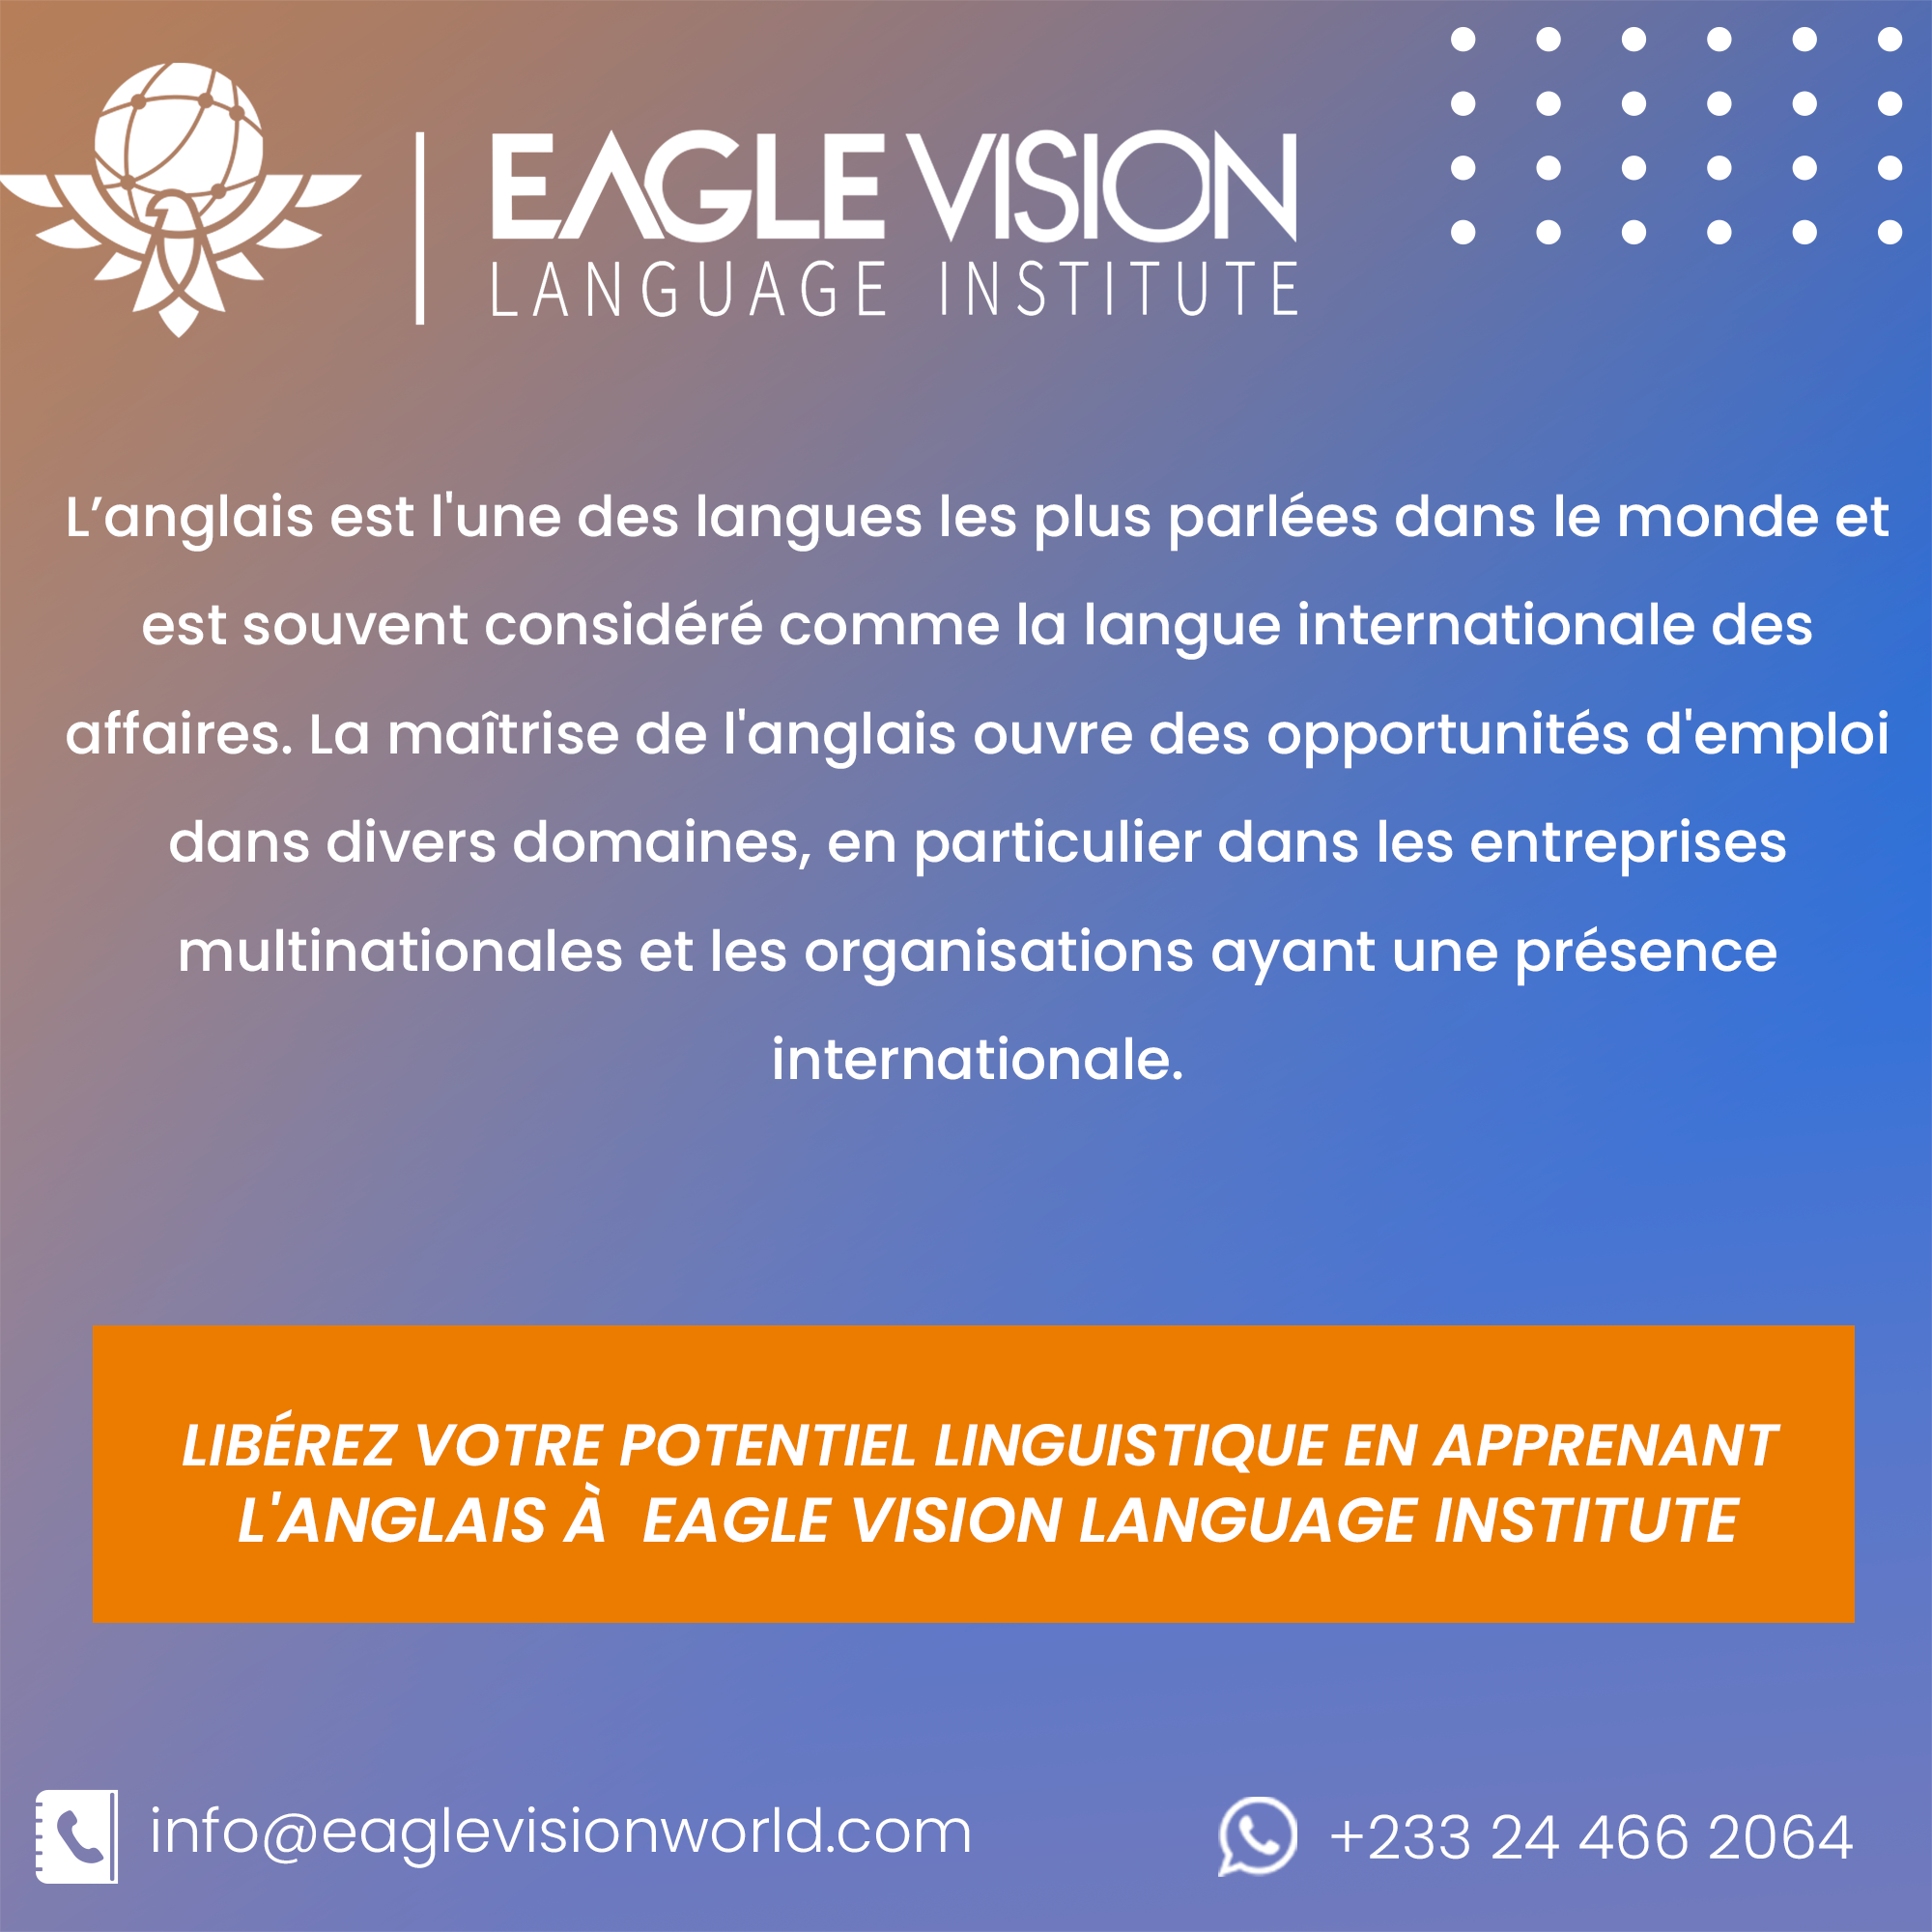 EAGLE VISION
LANGUAGE INSTITUTE
L’anglais est l'une des langues les plus parlées dans le monde et
est souvent considéré comme la langue internationale des
affaires. La maîtrise de l'anglais ouvre des opportunités d'emploi
dans divers domaines, en particulier dans les entreprises
multinationales et les organisations ayant une présence
internationale.
LIBÉREZ VOTRE POTENTIEL LINGUISTIQUE EN APPRENANT
L'ANGLAIS À EAGLE VISION LANGUAGE INSTITUTE
info@eaglevisionworld.com
+233 24 466 2064